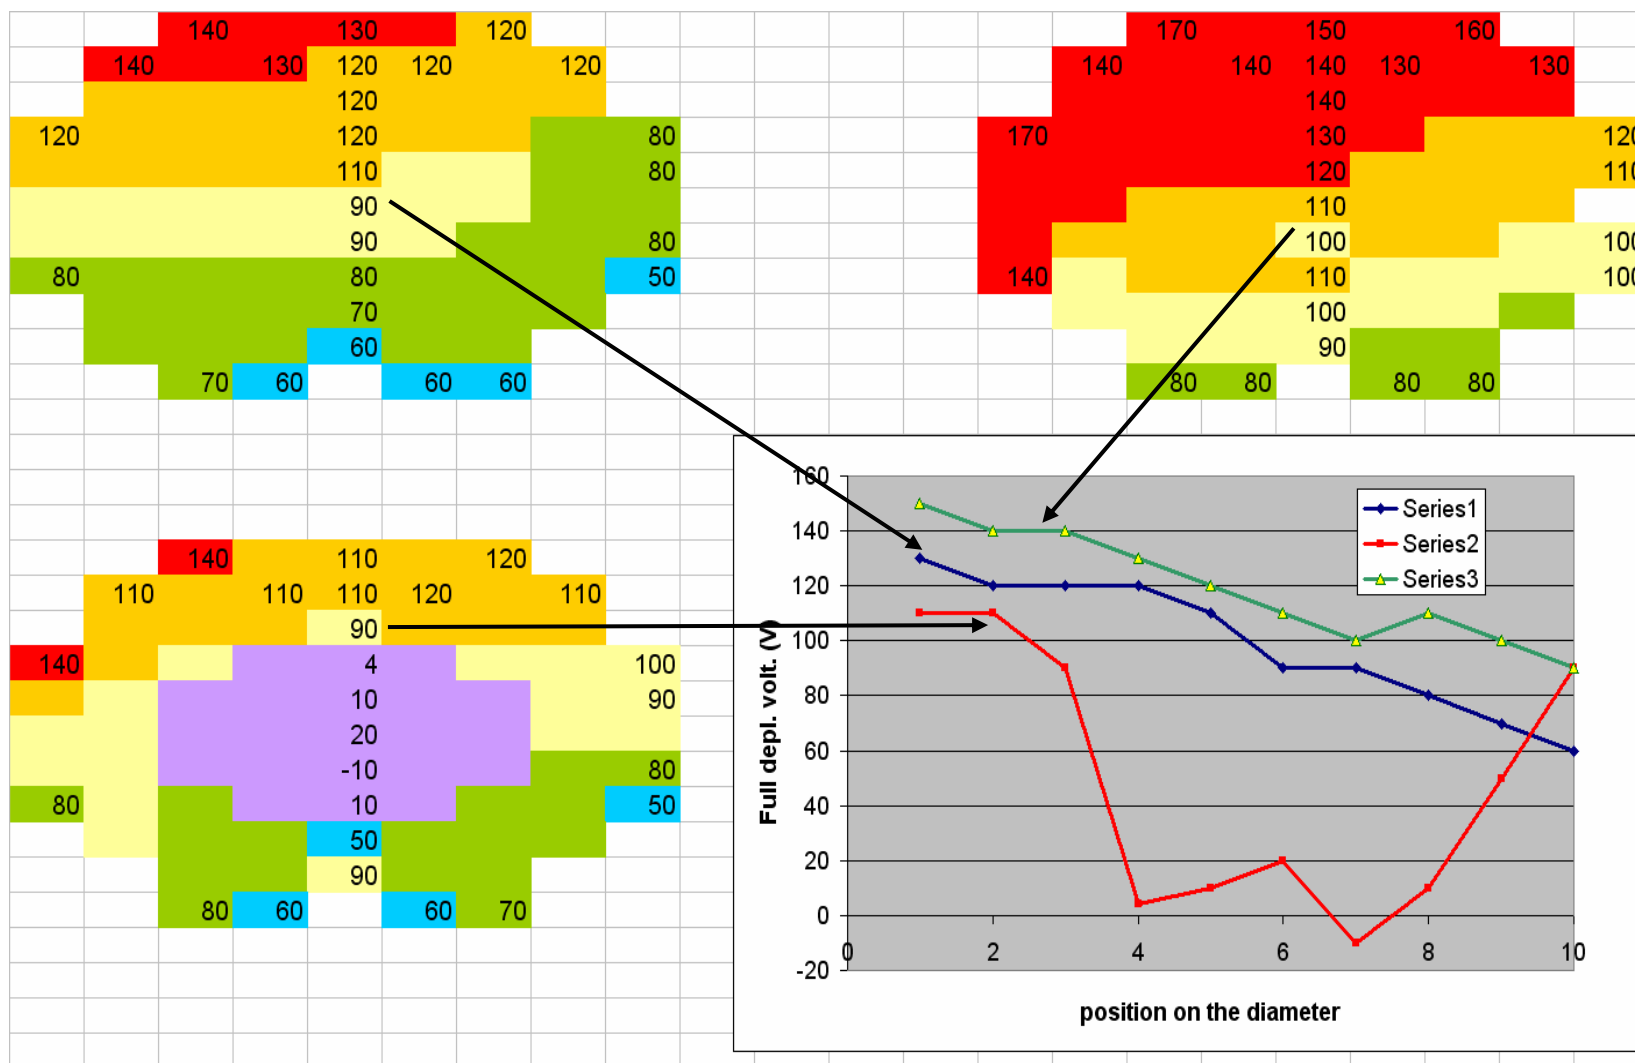 140 130 120
140 130 120 120 120
120
120 80
110 80
90
90 80
80 80 50
70
60
70 60 60 60
170 150 160
140 140 140 130 130
140
170 130 120
120 110
110
100 100
140 110 100
100
90
80 80 80 80
140 110 120
110 110 110 120 110
90
140 4 100
10 90
20
-10 80
80 10 50
50
90
80 60 60 70
160
140
120
100
80
60
40
20
0
-20
Full depl. volt. (V)
Series1
Series2
Series3
0 2 4 6 8 10
position on the diameter